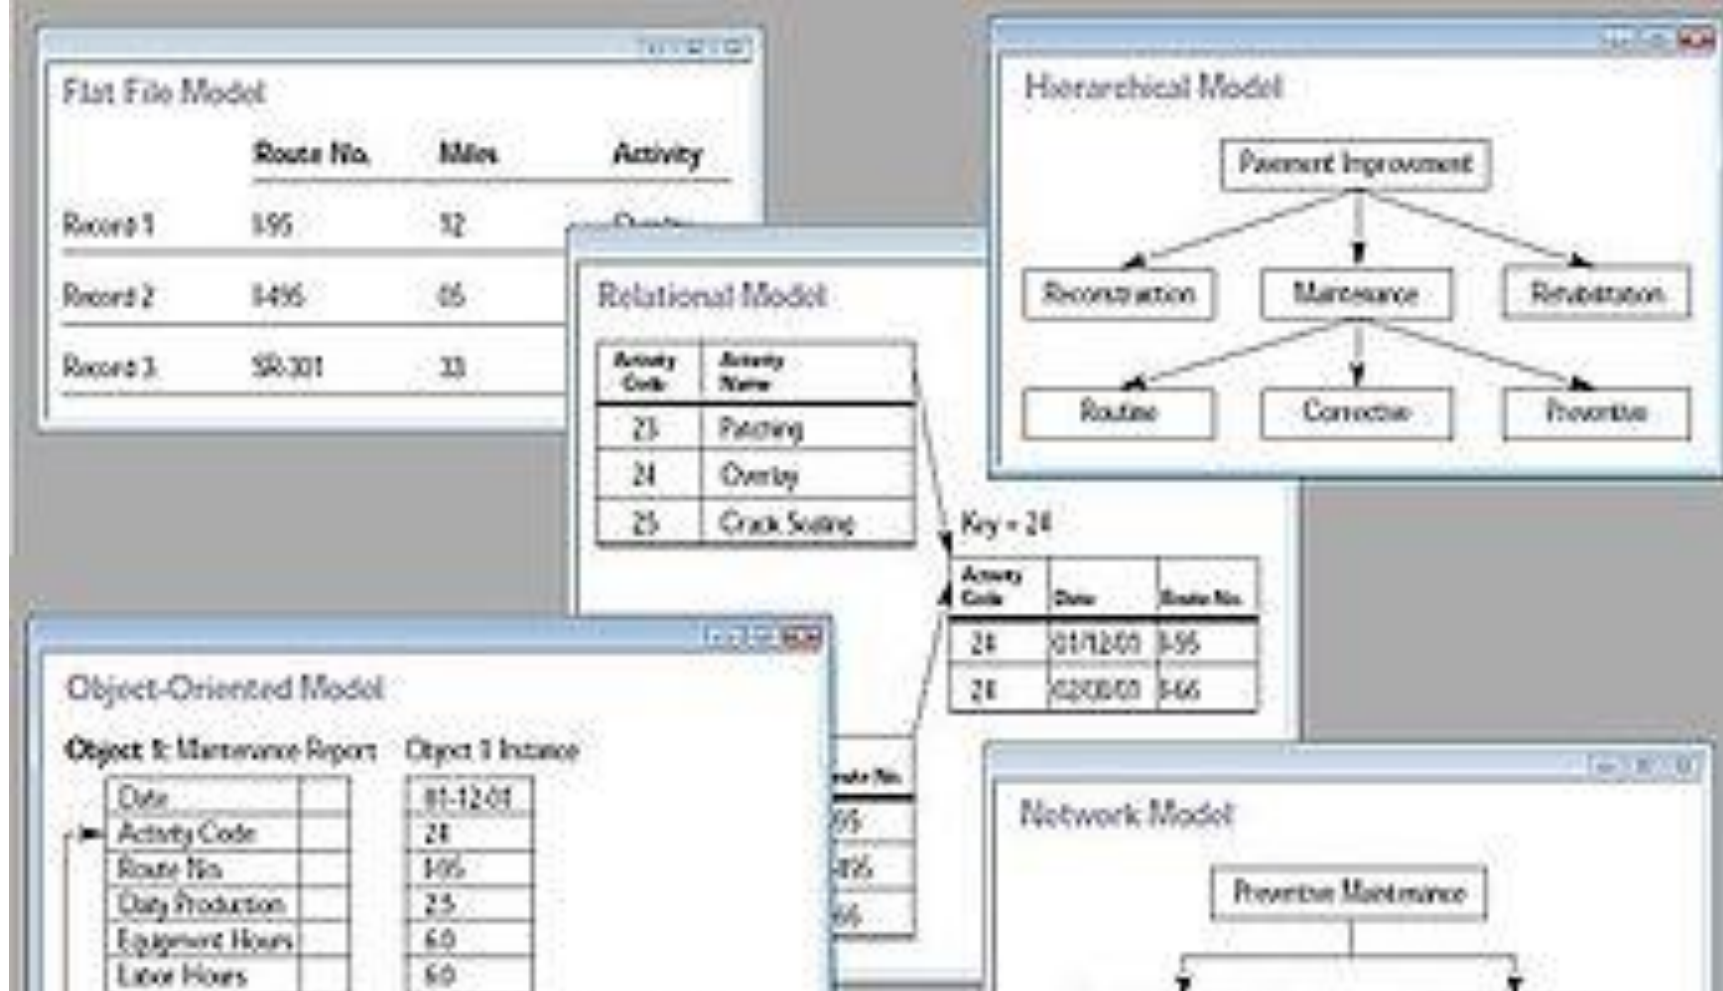 Flat File Model
Route No. Miles Activity
Record 1 I-95 12
Record 2 I-495 05
Record 3 SR-301 33
Hierarchical Model
Pavement Improvement
Reconstruction Maintenance Rehabilitation
Routine Corrective Preventive
Relational Model
Activity Code Activity Name
23 Patching
24 Overlay
25 Crack Sealing
Key = 24
Activity Code Date Route No.
24 01/12/01 I-95
24 02/08/01 I-66
Object-Oriented Model
Object 1: Maintenance Report Object 1 Instance
Date 01-12-01
Activity Code 24
Route No. I-95
Daily Production 2.5
Equipment Hours 6.0
Labor Hours 6.0
Network Model
Preventive Maintenance